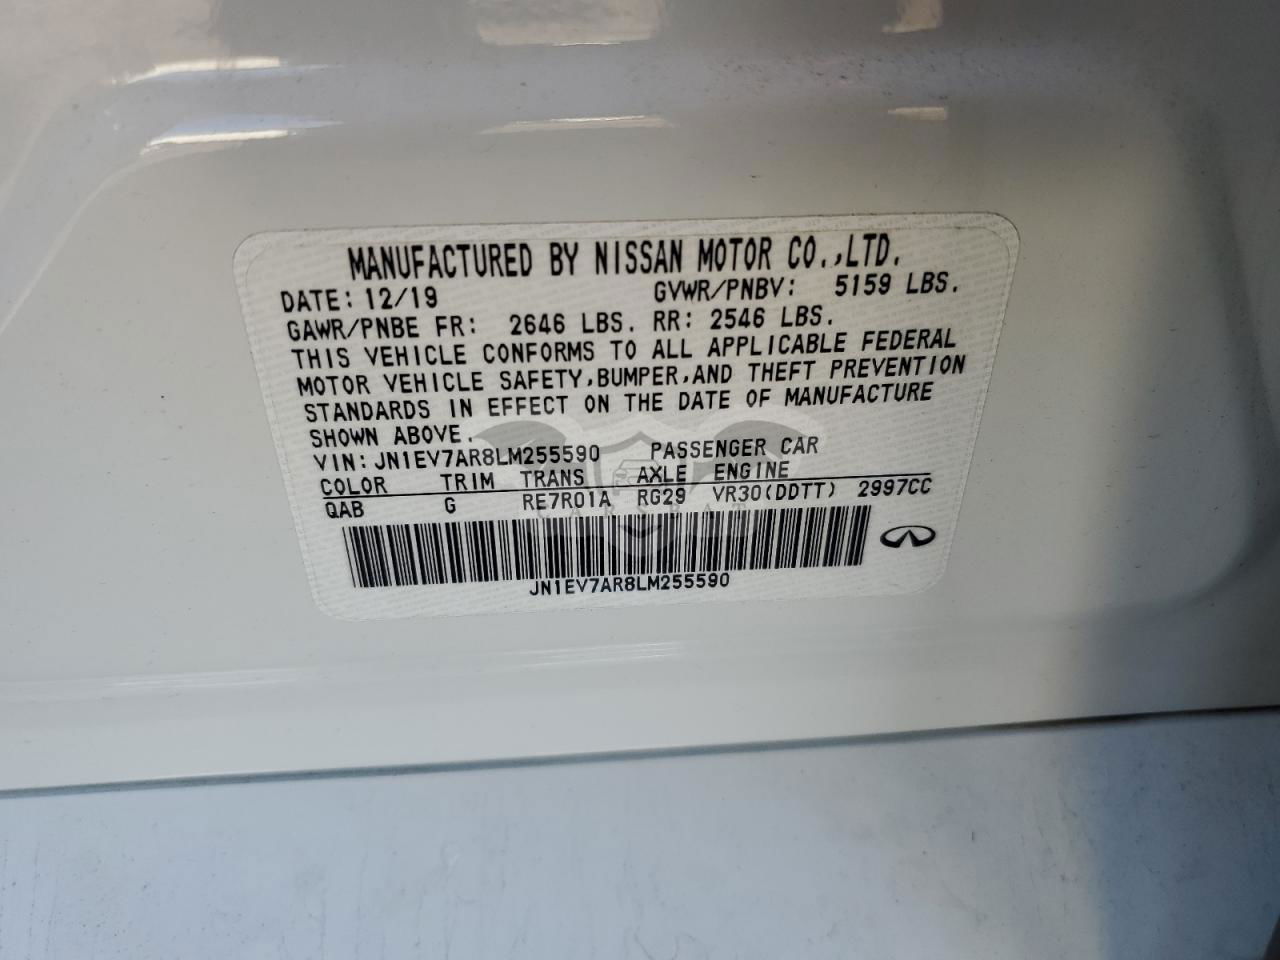 MANUFACTURED BY NISSAN MOTOR CO.,LTD.
DATE: 12/19 GVWR/PNBV: 5159 LBS.
GAWR/PNBE FR: 2646 LBS. RR: 2546 LBS.
THIS VEHICLE CONFORMS TO ALL APPLICABLE FEDERAL
MOTOR VEHICLE SAFETY,BUMPER,AND THEFT PREVENTION
STANDARDS IN EFFECT ON THE DATE OF MANUFACTURE
SHOWN ABOVE.
VIN: JN1EV7AR8LM255590 PASSENGER CAR
COLOR TRIM TRANS AXLE ENGINE
QAB G RE7R01A RG29 VR30(DDTT) 2997CC
JN1EV7AR8LM255590